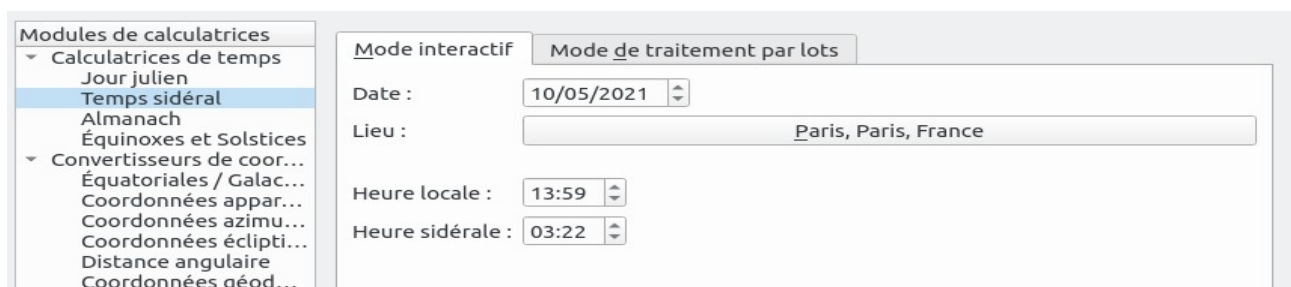 Modules de calculatrices
Calculatrices de temps
Jour julien
Temps sidéral
Almanach
Équinoxes et Solstices
Convertisseurs de coor...
Équatoriales / Galac...
Coordonnées appar...
Coordonnées azimu...
Coordonnées éclipti...
Distance angulaire
Coordonnées géod...
Mode interactif
Mode de traitement par lots
Date : 10/05/2021
Lieu : Paris, Paris, France
Heure locale : 13:59
Heure sidérale : 03:22